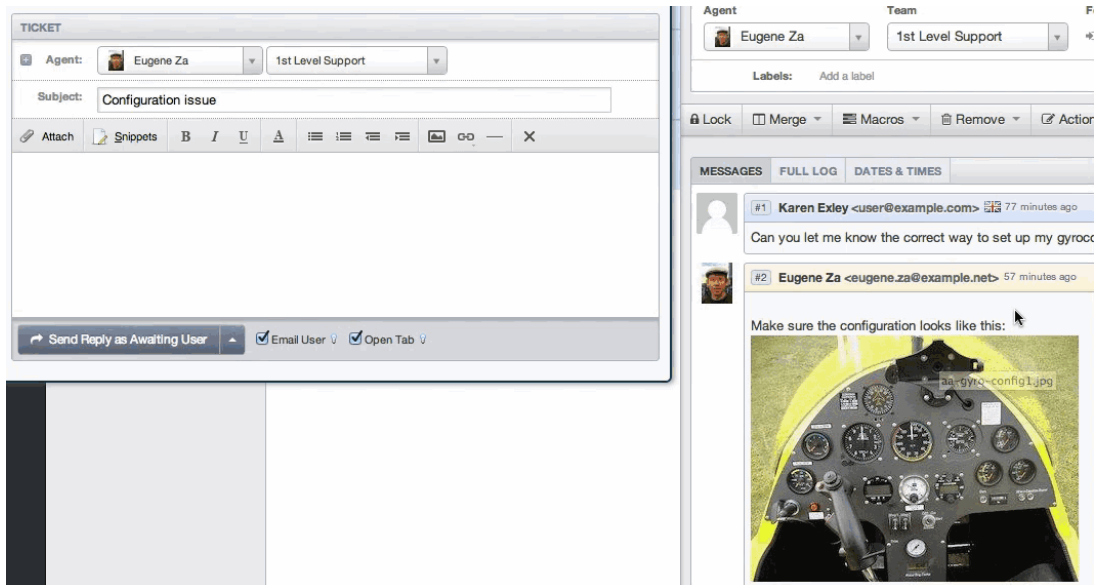 TICKET
Agent: Eugene Za 1st Level Support
Subject: Configuration issue
Attach Snippets B I U A
Send Reply as Awaiting User Email User Open Tab
Agent Team
Eugene Za 1st Level Support
Labels: Add a label
Lock Merge Macros Remove Action
MESSAGES FULL LOG DATES & TIMES
#1 Karen Exley <user@example.com> 77 minutes ago
Can you let me know the correct way to set up my gyroco
#2 Eugene Za <eugene.za@example.net> 57 minutes ago
Make sure the configuration looks like this:
aa-gyro-config1.jpg